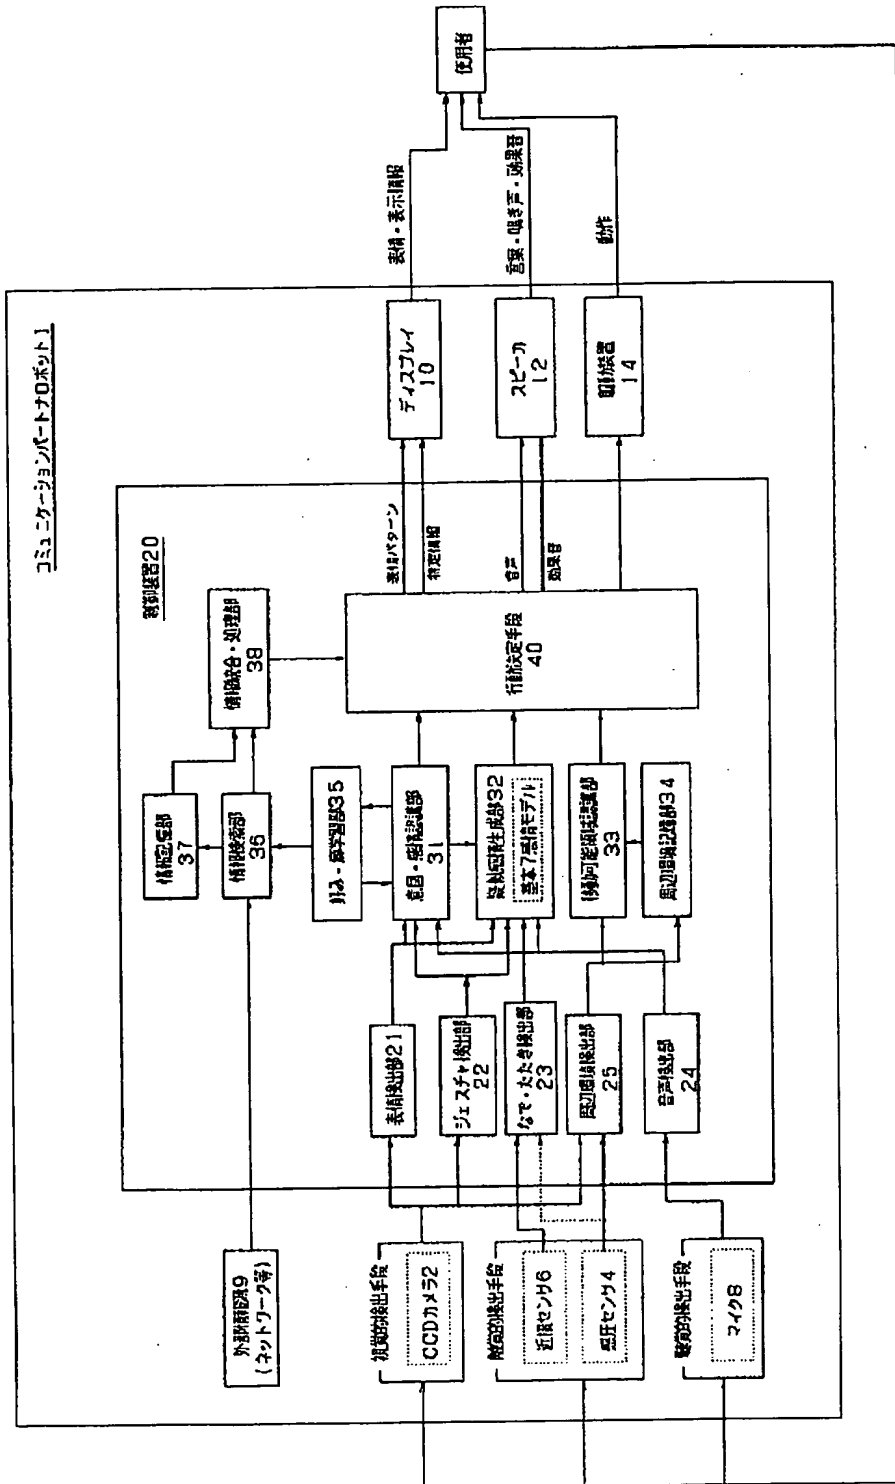 コミュニケーションパートナロボット1
制御装置20
外部情報源9
(ネットワーク等)
視覚的検出手段
CCDカメラ2
触覚的検出手段
近接センサ6
感圧センサ4
聴覚的検出手段
マイク8
表情検出部21
ジェスチャ検出部
22
なで・たたき検出部
23
周辺環境検出部
25
音声検出部
24
情報記憶部
37
情報検索部
36
好み・癖学習部35
意図・感情認識部
31
疑似感情生成部32
基本7感情モデル
移動可能領域認識部
33
周辺環境記憶部34
情報統合・処理部
38
行動決定手段
40
表情パターン
特定情報
音声
効果音
ディスプレイ
10
スピーカ
12
駆動装置
14
表情・表示情報
言葉・鳴き声・効果音
動作
使用者